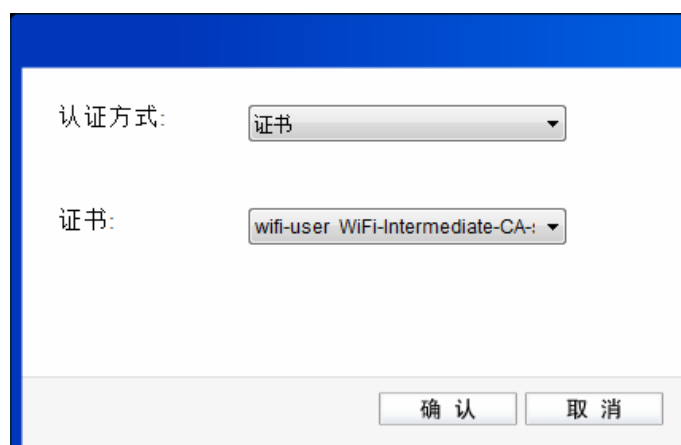 认证方式: 证书
证书: wifi-user WiFi-Intermediate-CA-
确 认 取 消